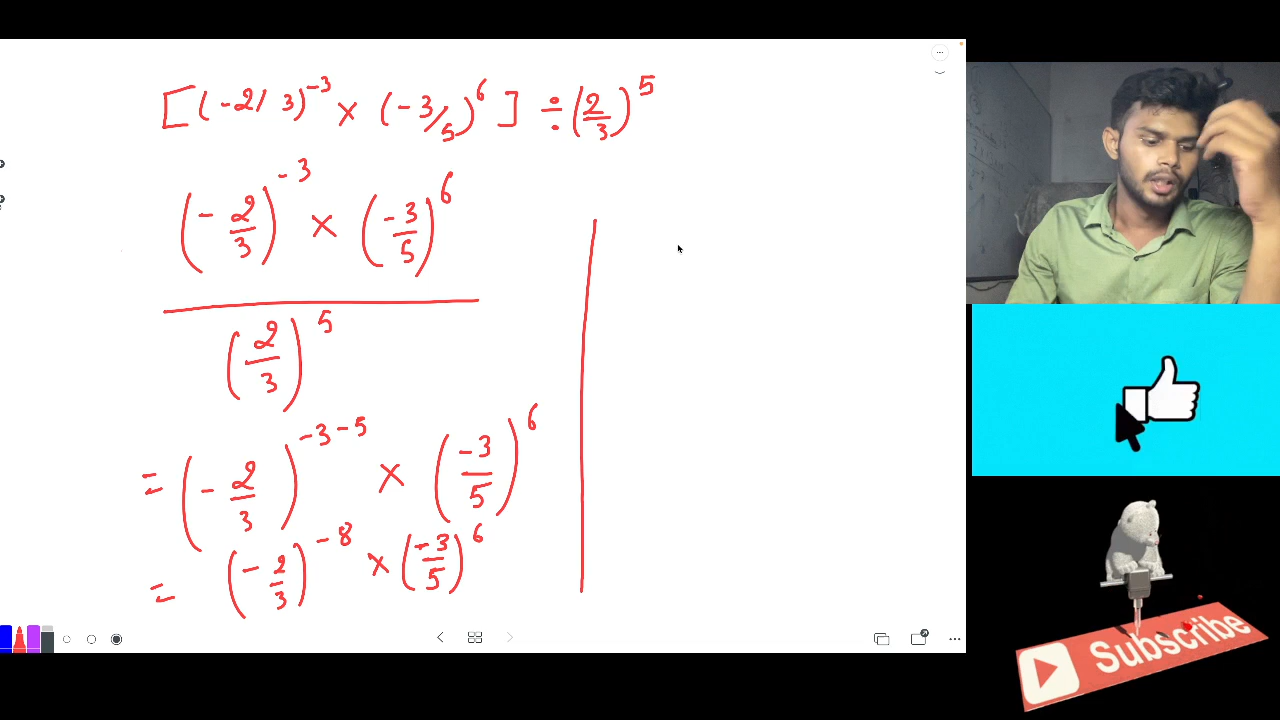 [(-2/3)^-3 × (-3/5)^6] ÷ (2/3)^5
(-2/3)^-3 × (-3/5)^6
(2/3)^5
= (-2/3)^-3-5 × (-3/5)^6
= (-2/3)^-8 × (-3/5)^6
Subscribe